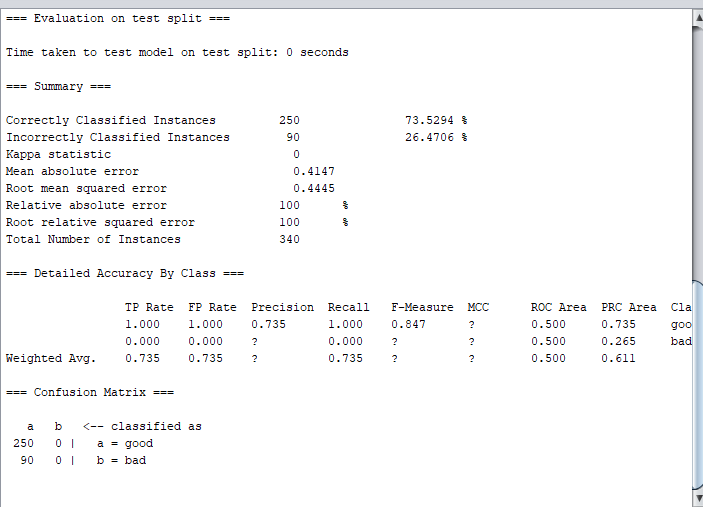 === Evaluation on test split ===
Time taken to test model on test split: 0 seconds
=== Summary ===
Correctly Classified Instances 250 73.5294 %
Incorrectly Classified Instances 90 26.4706 %
Kappa statistic 0
Mean absolute error 0.4147
Root mean squared error 0.4445
Relative absolute error 100 %
Root relative squared error 100 %
Total Number of Instances 340
=== Detailed Accuracy By Class ===
TP Rate FP Rate Precision Recall F-Measure MCC ROC Area PRC Area Cla
1.000 1.000 0.735 1.000 0.847 ? 0.500 0.735 goo
0.000 0.000 ? 0.000 ? ? 0.500 0.265 bad
Weighted Avg. 0.735 0.735 ? 0.735 ? ? 0.500 0.611
=== Confusion Matrix ===
a b <-- classified as
250 0 | a = good
90 0 | b = bad